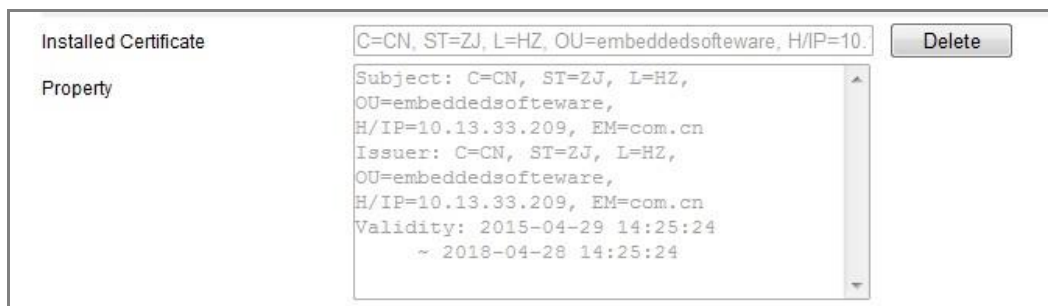 Installed Certificate
C=CN, ST=ZJ, L=HZ, OU=embeddedsofteware, H/IP=10.
Delete
Property
Subject: C=CN, ST=ZJ, L=HZ,
OU=embeddedsofteware,
H/IP=10.13.33.209, EM=com.cn
Issuer: C=CN, ST=ZJ, L=HZ,
OU=embeddedsofteware,
H/IP=10.13.33.209, EM=com.cn
Validity: 2015-04-29 14:25:24
~ 2018-04-28 14:25:24